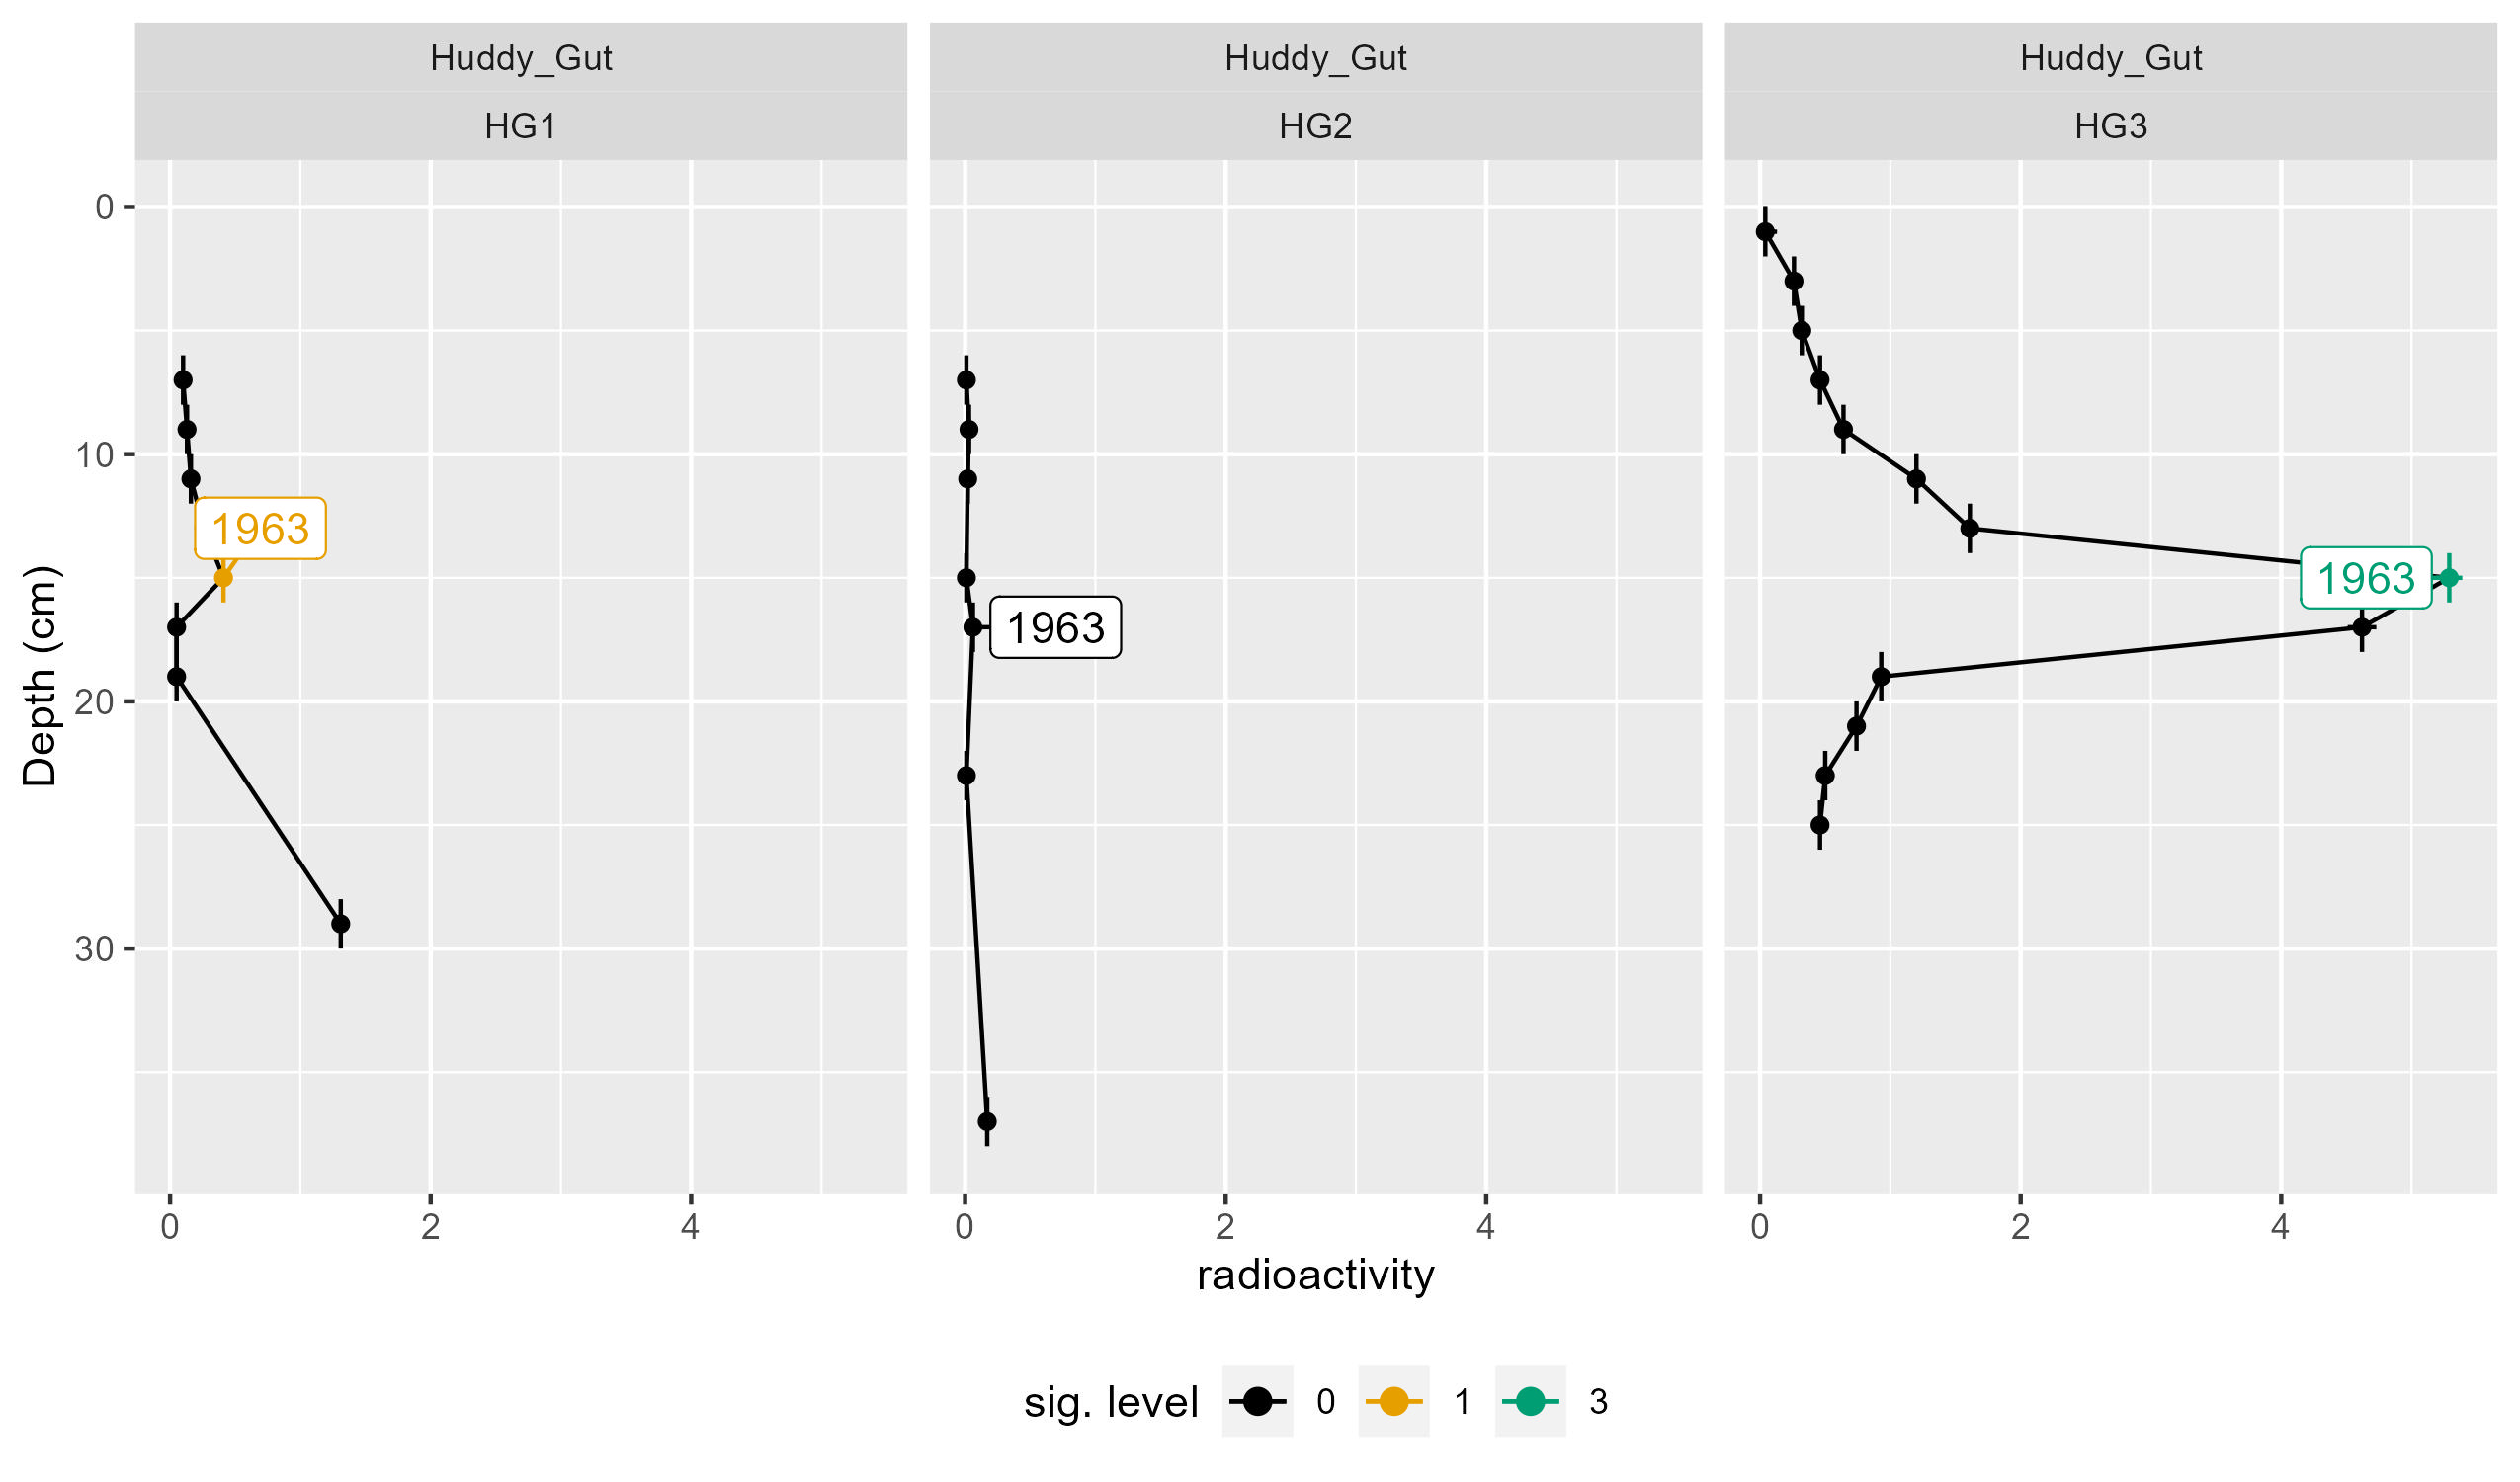 Huddy_Gut Huddy_Gut Huddy_Gut
HG1 HG2 HG3
0
10
20
30
Depth (cm)
1963
1963
1963
0 2 4 0 2 4 0 2 4
radioactivity
sig. level 0 1 3